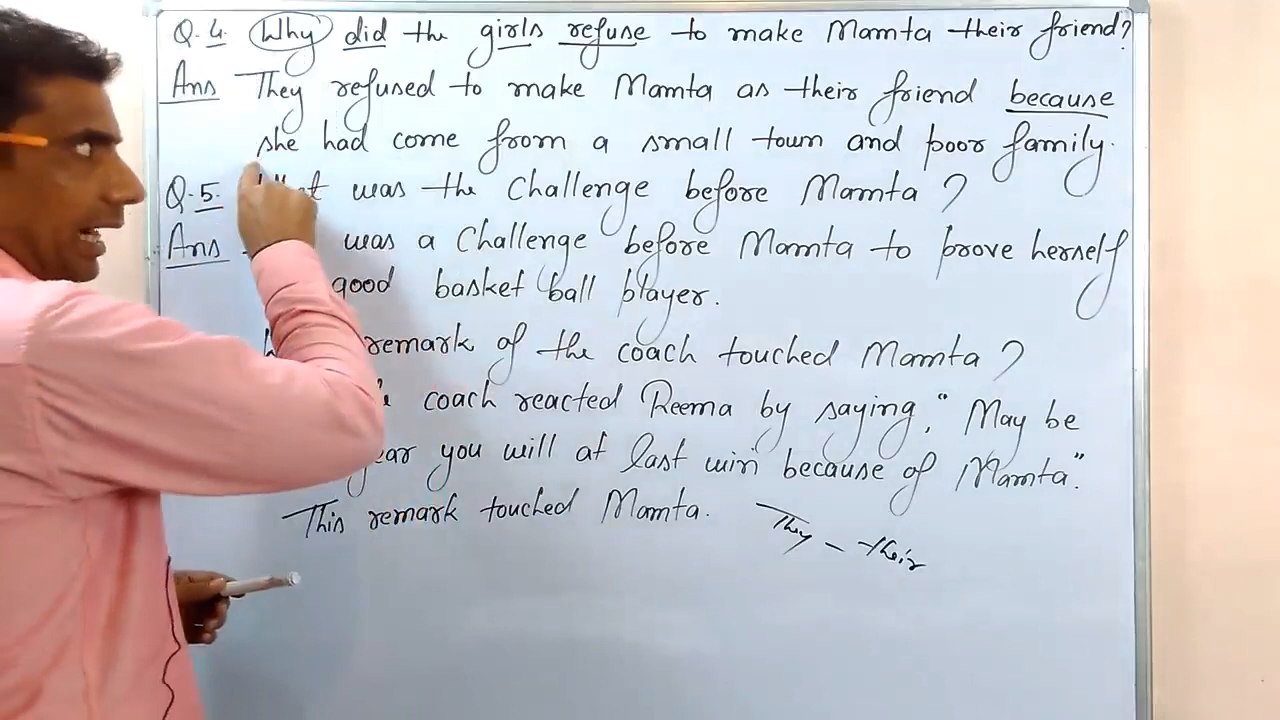 Q.4. Why did the girls refuse to make Mamta their friend?
Ans They refused to make Mamta as their friend because
she had come from a small town and poor family.
Q.5. was the Challenge before Mamta?
Ans was a Challenge before Mamta to prove herself
good basket ball player.
remark of the coach touched Mamta?
coach reacted Reema by saying, "May be
you will at last win because of Mamta."
This remark touched Mamta.
They - their